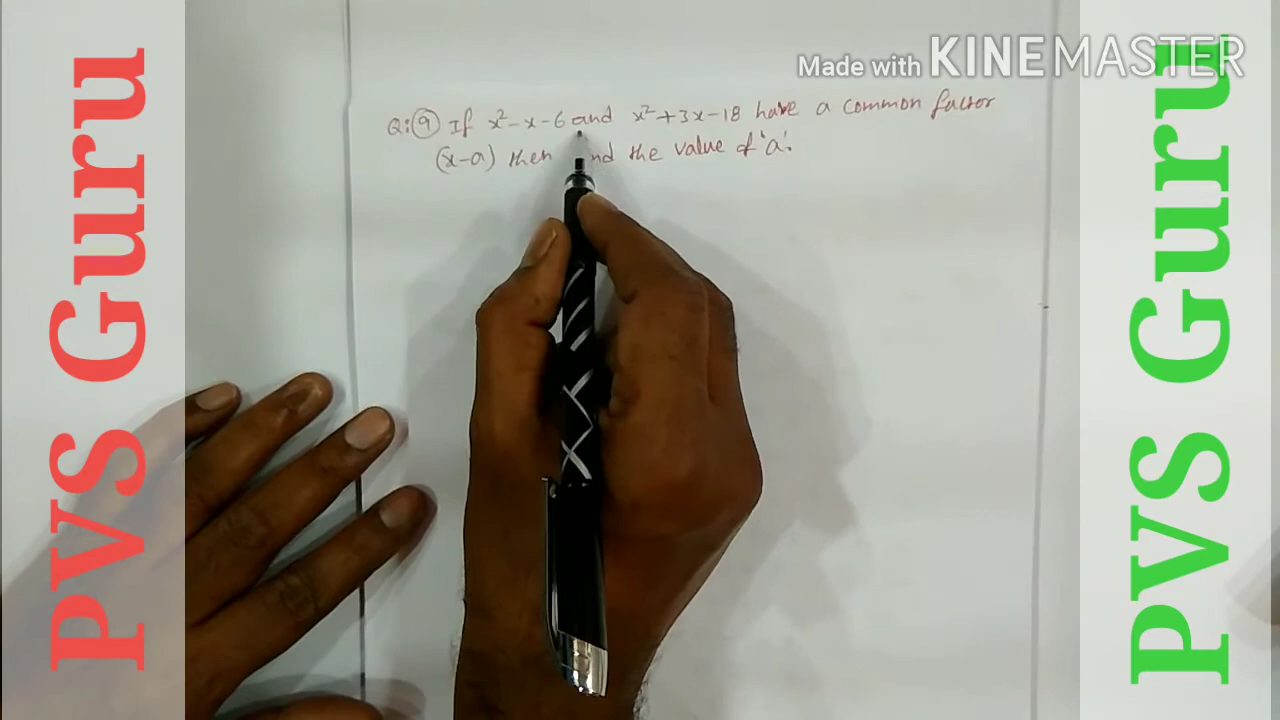 Made with KINEMASTER
PVS Guru
Q:⑨ If x²-x-6 and x²+3x-18 have a common factor
(x-a) then nd the value of 'a'.
PVS Guru